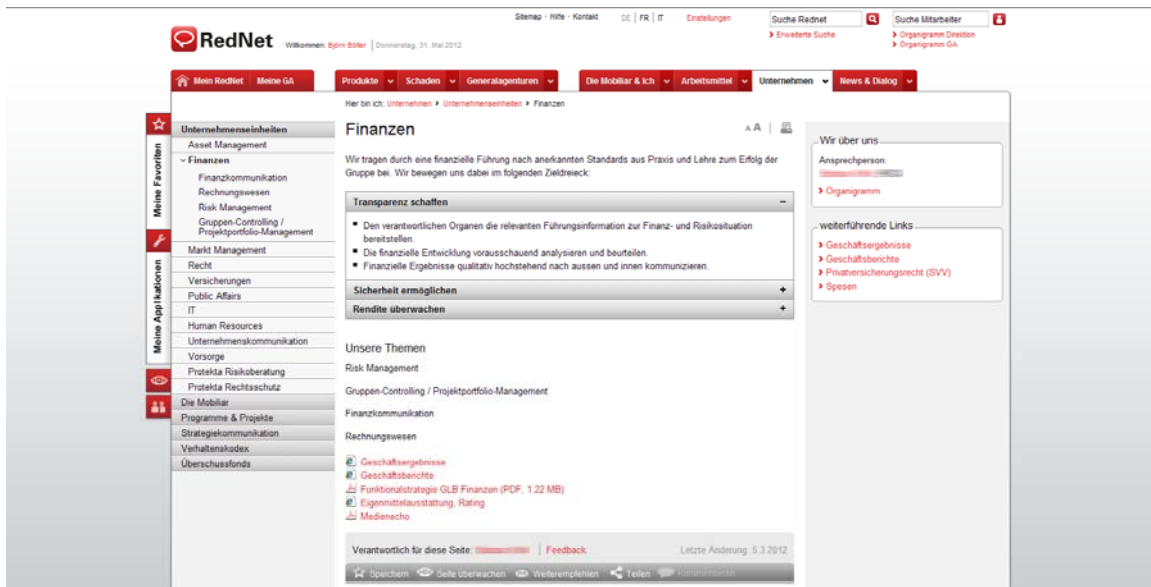 Sitemap · Hilfe · Kontakt DE | FR | IT Einstellungen
Suche Rednet
Suche Mitarbeiter
Erweiterte Suche
Organigramm Direktion
Organigramm GA
RedNet Willkommen: Björn Böller | Donnerstag, 31. Mai 2012
Mein RedNet Meine GA Produkte Schaden Generalagenturen Die Mobiliar & Ich Arbeitsmittel Unternehmen News & Dialog
Hier bin ich: Unternehmen Unternehmenseinheiten Finanzen
Meine Favoriten
Meine Applikationen
Unternehmenseinheiten
Asset Management
Finanzen
Finanzkommunikation
Rechnungswesen
Risk Management
Gruppen-Controlling /
Projektportfolio-Management
Markt Management
Recht
Versicherungen
Public Affairs
IT
Human Resources
Unternehmenskommunikation
Vorsorge
Protekta Risikoberatung
Protekta Rechtsschutz
Die Mobiliar
Programme & Projekte
Strategiekommunikation
Verhaltenskodex
Überschussfonds
Finanzen
A A
Wir tragen durch eine finanzielle Führung nach anerkannten Standards aus Praxis und Lehre zum Erfolg der
Gruppe bei. Wir bewegen uns dabei im folgenden Zieldreieck:
Transparenz schaffen
Den verantwortlichen Organen die relevanten Führungsinformation zur Finanz- und Risikosituation
bereitstellen.
Die finanzielle Entwicklung vorausschauend analysieren und beurteilen.
Finanzielle Ergebnisse qualitativ hochstehend nach aussen und innen kommunizieren.
Sicherheit ermöglichen
Rendite überwachen
Unsere Themen
Risk Management
Gruppen-Controlling / Projektportfolio-Management
Finanzkommunikation
Rechnungswesen
Geschäftsergebnisse
Geschäftsberichte
Funktionalstrategie GLB Finanzen (PDF, 1.22 MB)
Eigenmittelausstattung, Rating
Medienecho
Verantwortlich für diese Seite: | Feedback
Letzte Änderung: 5.3.2012
Speichern Seite überwachen Weiterempfehlen Teilen Kommentieren
Wir über uns
Ansprechperson:
Organigramm
weiterführende Links
Geschäftsergebnisse
Geschäftsberichte
Privatversicherungsrecht (SVV)
Spesen